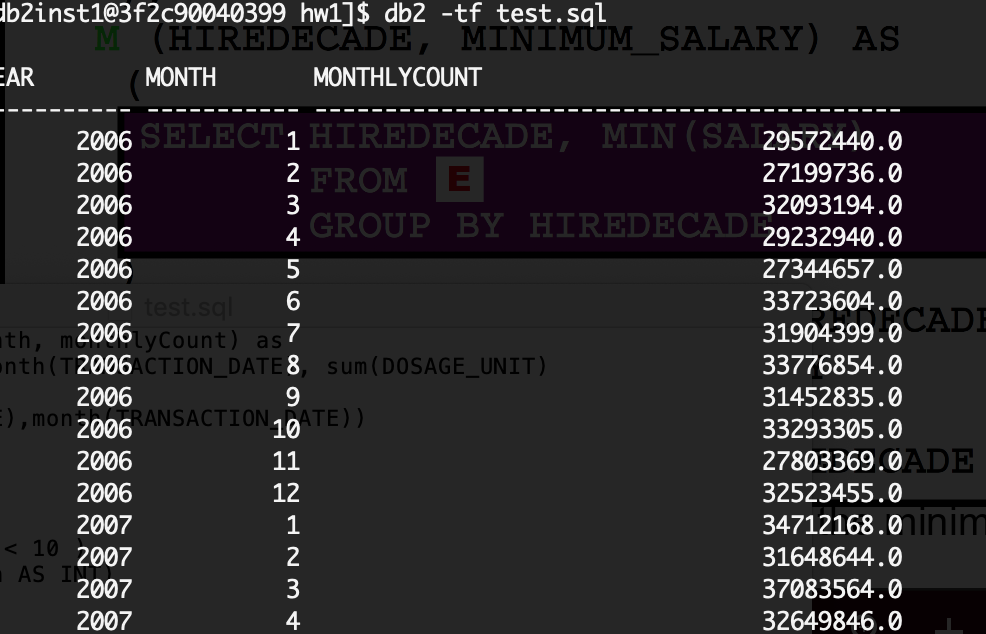 db2inst1@3f2c90040399 hw1]$ db2 -tf test.sql
M (HIREDECADE, MINIMUM_SALARY) AS
EAR MONTH MONTHLYCOUNT
(
-------- ----------- ---------------------------------
2006 1 29572440.0
SELECT HIREDECADE, MIN(SALARY)
2006 2 27199736.0
FROM E
2006 3 32093194.0
GROUP BY HIREDECADE
2006 4 29232940.0
2006 5 27344657.0
)
2006 6 33723604.0
test.sql
2006 7 31904399.0
nth, monthlyCount) as
2006 8 33776854.0
onth(TRANSACTION_DATE), sum(DOSAGE_UNIT)
2006 9 31452835.0
E),month(TRANSACTION_DATE))
2006 10 33293305.0
2006 11 27803369.0
2006 12 32523455.0
2007 1 34712168.0
The minim
2007 2 31648644.0
< 10 )
2007 3 37083564.0
AS INT)
2007 4 32649846.0